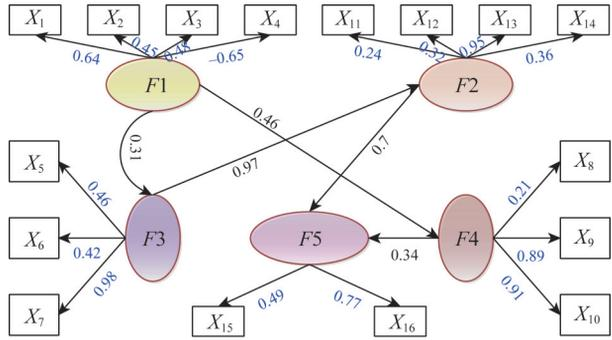 X1 X2 X3 X4 X11 X12 X13 X14
0.64 0.45 0.48 –0.65 0.24 0.32 0.95 0.36
F1 F2
0.46
0.31 0.97 0.7
X5 X8
0.46 0.21
X6 F3 F5 F4 X9
0.42 0.34 0.89
0.98 0.91
X7 0.49 0.77 X10
X15 X16